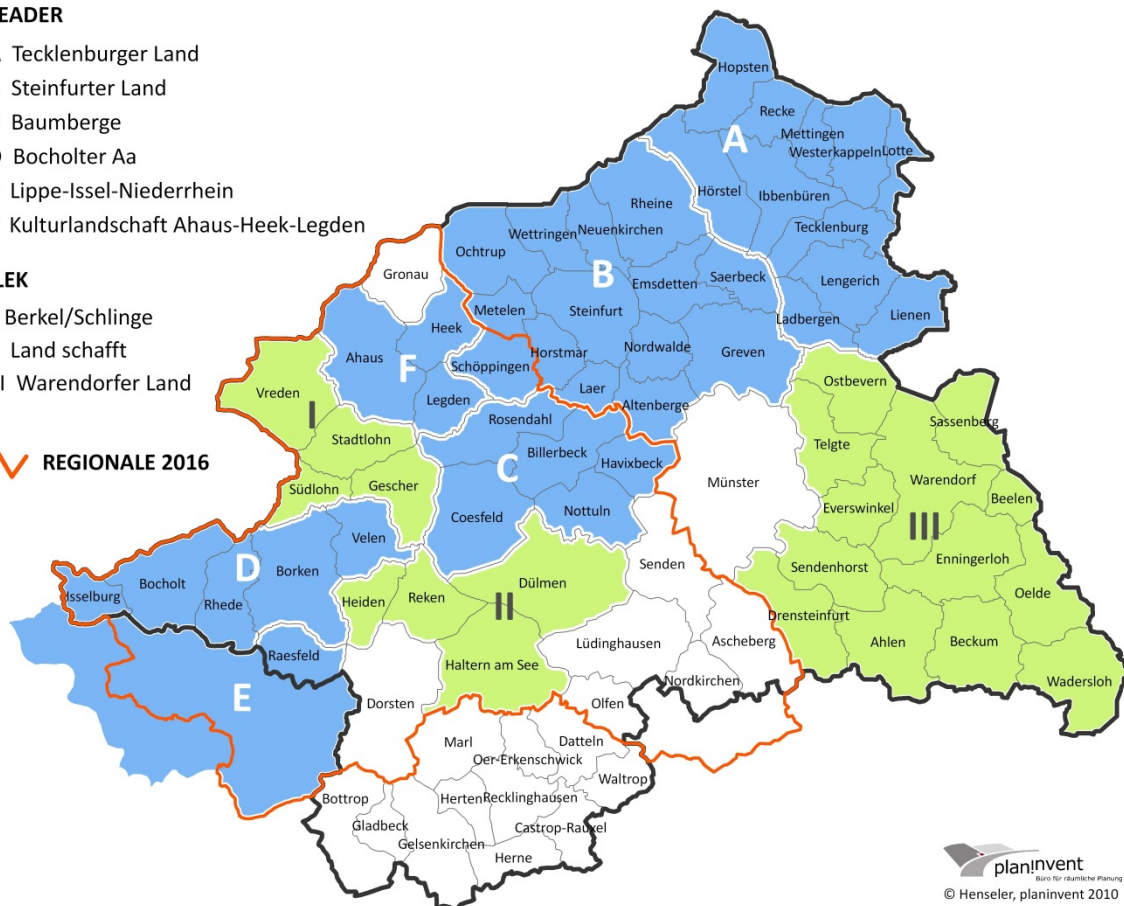 EADER
Tecklenburger Land
Steinfurter Land
Baumberge
Bocholter Aa
Lippe-Issel-Niederrhein
Kulturlandschaft Ahaus-Heek-Legden
LEK
Berkel/Schlinge
Land schafft
I Warendorfer Land
REGIONALE 2016
Hopsten
Recke
Mettingen
Westerkappeln
Lotte
A
Hörstel
Ibbenbüren
Tecklenburg
Lengerich
Ladbergen
Lienen
Rheine
Wettringen
Neuenkirchen
Ochtrup
B
Emsdetten
Saerbeck
Metelen
Steinfurt
Horstmar
Nordwalde
Greven
Laer
Altenberge
Gronau
Heek
Ahaus
F
Schöppingen
Legden
Vreden
I
Stadtlohn
Südlohn
Gescher
Rosendahl
Billerbeck
Havixbeck
C
Coesfeld
Nottuln
Münster
Ostbevern
Sassenberg
Telgte
Warendorf
Beelen
Everswinkel
III
Enningerloh
Sendenhorst
Oelde
Drensteinfurt
Ahlen
Beckum
Wadersloh
Velen
D
Borken
Bocholt
Isselburg
Rhede
Raesfeld
E
Heiden
Reken
II
Dülmen
Haltern am See
Senden
Lüdinghausen
Ascheberg
Nordkirchen
Olfen
Dorsten
Marl
Datteln
Oer-Erkenschwick
Waltrop
Bottrop
Herten
Recklinghausen
Gladbeck
Castrop-Rauxel
Gelsenkirchen
Herne
plan!nvent
Büro für räumliche Planung
© Henseler, planinvent 2010